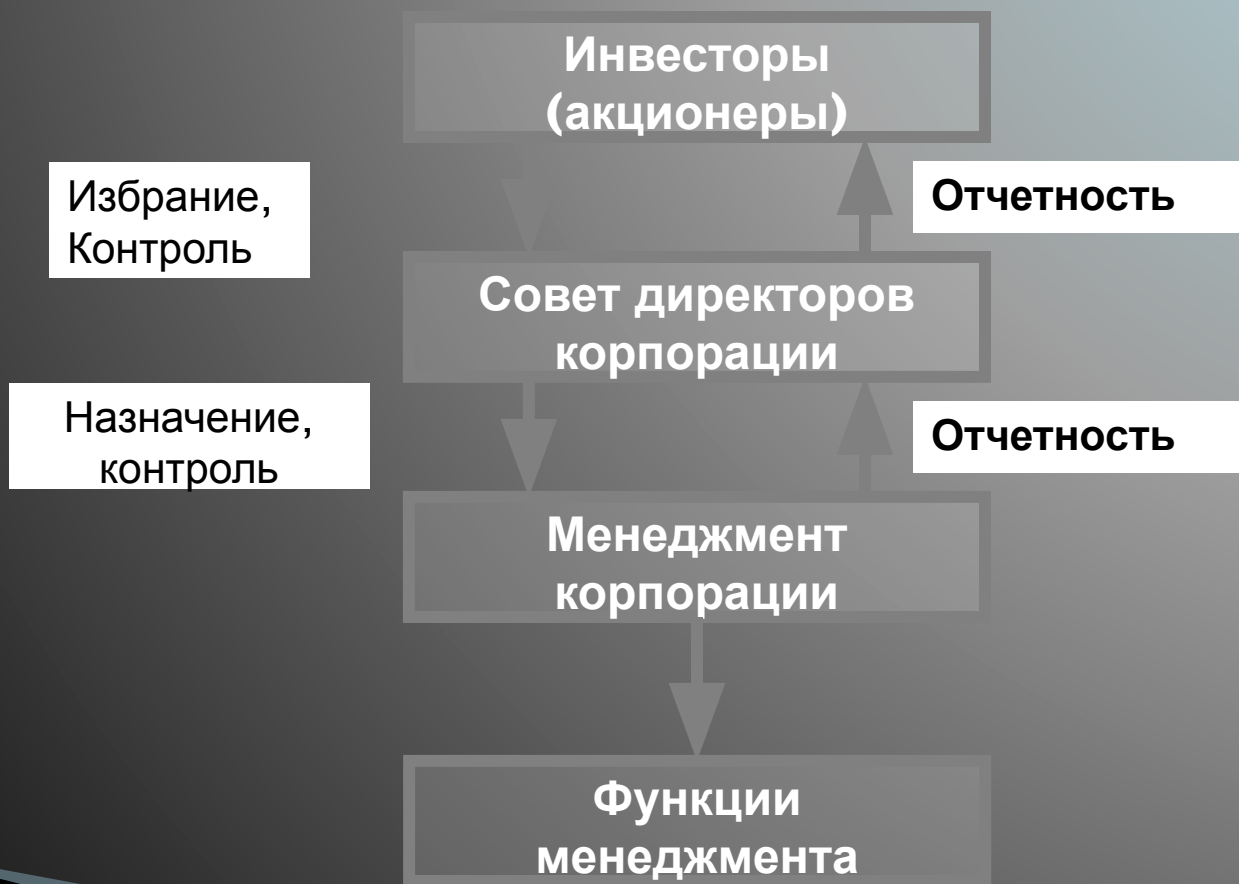 Инвесторы
(акционеры)
Избрание,
Контроль
Отчетность
Совет директоров
корпорации
Назначение,
контроль
Отчетность
Менеджмент
корпорации
Функции
менеджмента